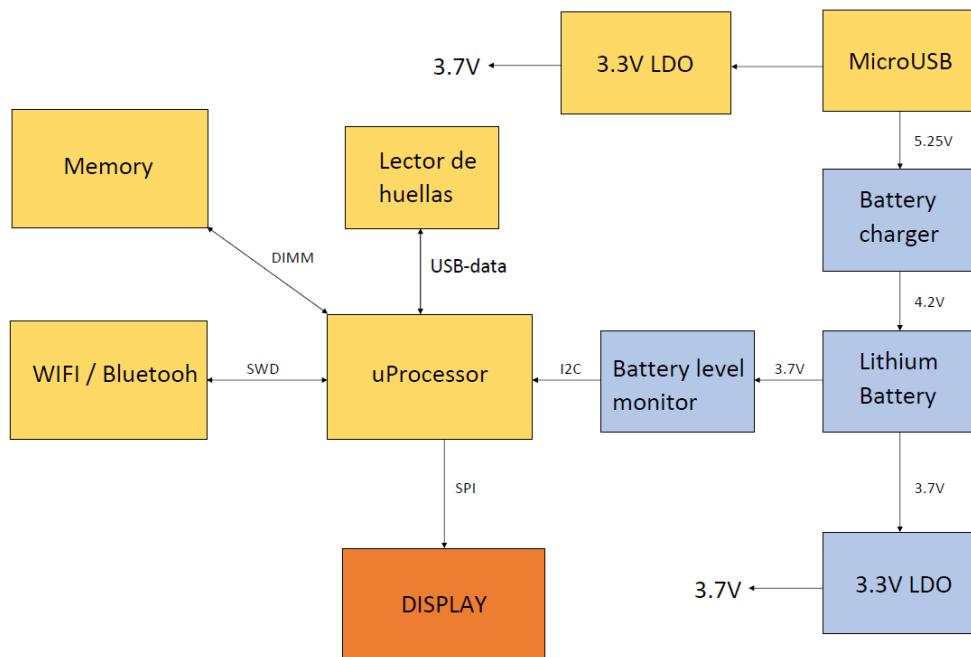 3.7V
3.3V LDO
MicroUSB
5.25V
Memory
Lector de
huellas
Battery
charger
DIMM
USB-data
4.2V
WIFI / Bluetooh
SWD
uProcessor
I2C
Battery level
monitor
3.7V
Lithium
Battery
SPI
3.7V
DISPLAY
3.7V
3.3V LDO